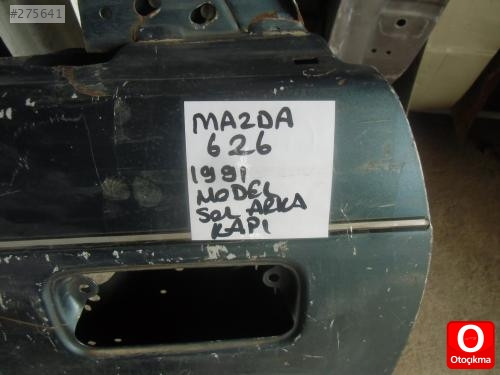 #275641
MAZDA
626
1991
MODEL
SOL ARKA
KAPI
O
Otoçıkma